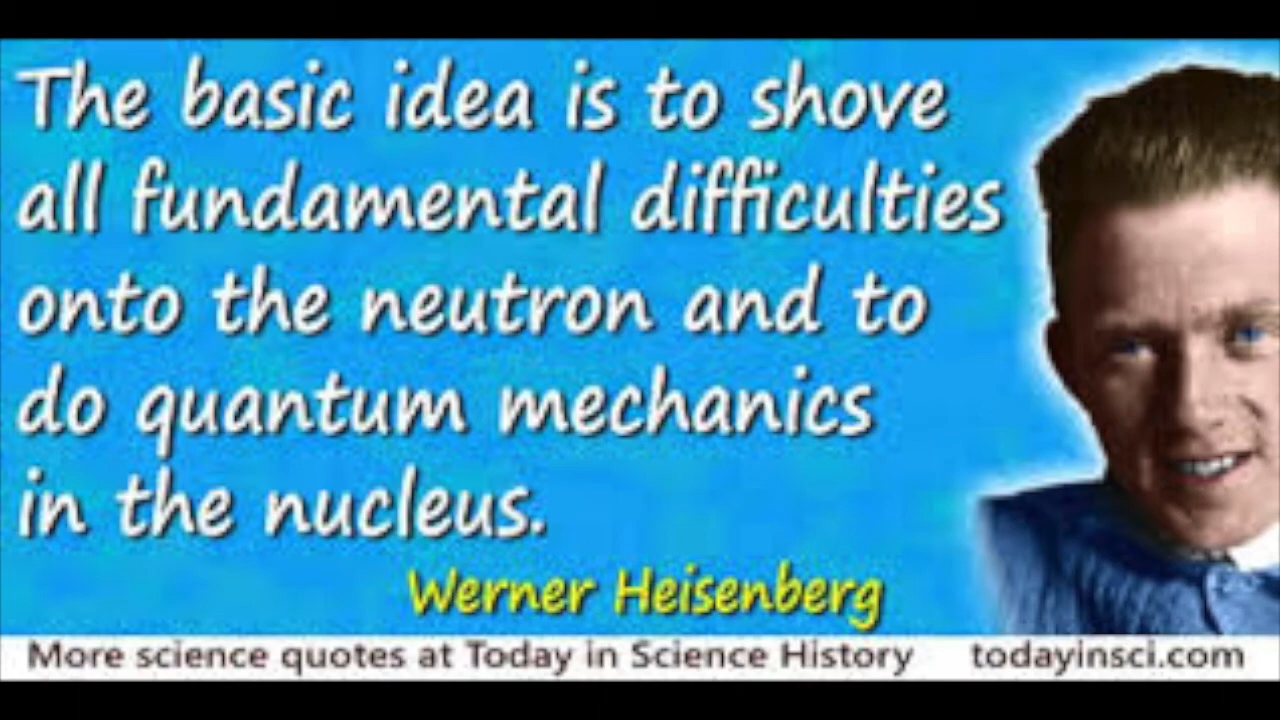 The basic idea is to shove
all fundamental difficulties
onto the neutron and to
do quantum mechanics
in the nucleus.
Werner Heisenberg
More science quotes at Today in Science History todayinsci.com